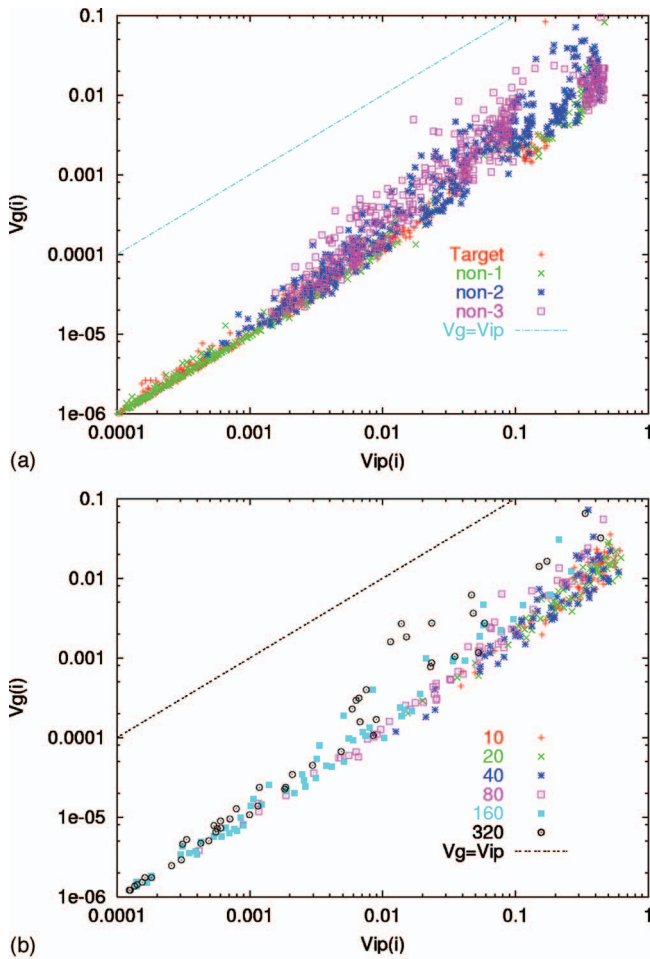 0.1
0.01
0.001
0.0001
1e-05
1e-06
Vg(i)
Target
non-1
non-2
non-3
Vg=Vip
0.0001 0.001 0.01 0.1 1
Vip(i)
(a)
0.1
0.01
0.001
0.0001
1e-05
1e-06
Vg(i)
10
20
40
80
160
320
Vg=Vip
0.0001 0.001 0.01 0.1 1
Vip(i)
(b)